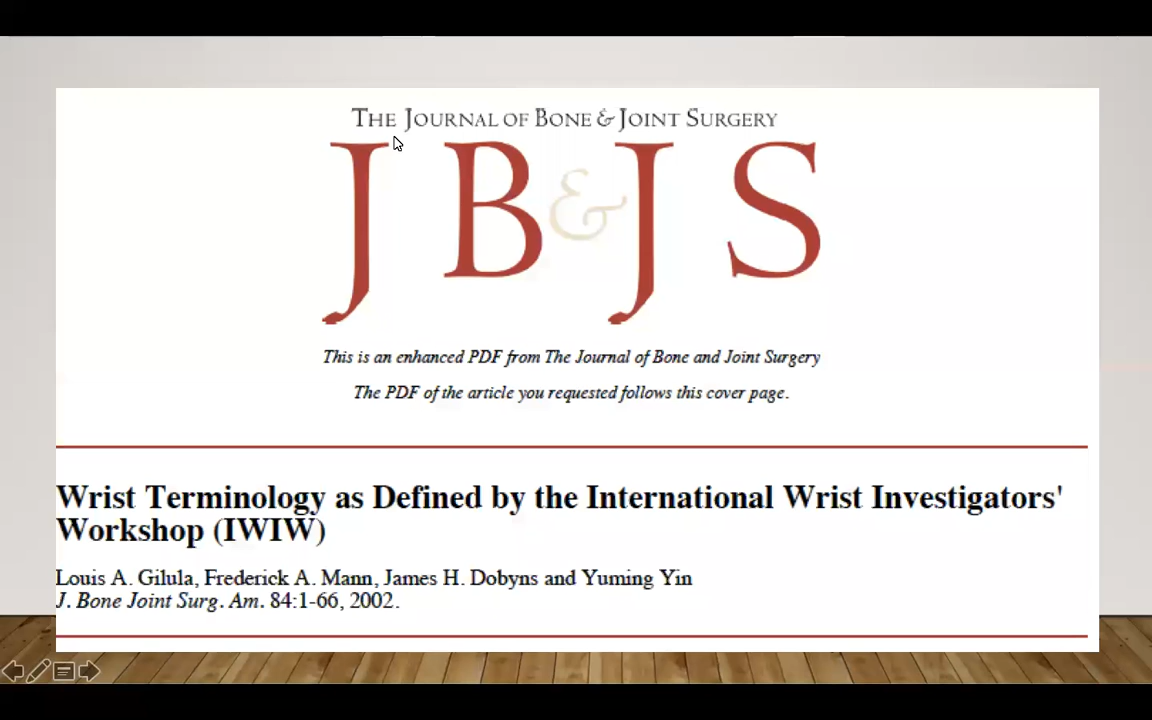 THE JOURNAL OF BONE & JOINT SURGERY
J B & J S
This is an enhanced PDF from The Journal of Bone and Joint Surgery
The PDF of the article you requested follows this cover page.
Wrist Terminology as Defined by the International Wrist Investigators'
Workshop (IWIW)
Louis A. Gilula, Frederick A. Mann, James H. Dobyns and Yuming Yin
J. Bone Joint Surg. Am. 84:1-66, 2002.